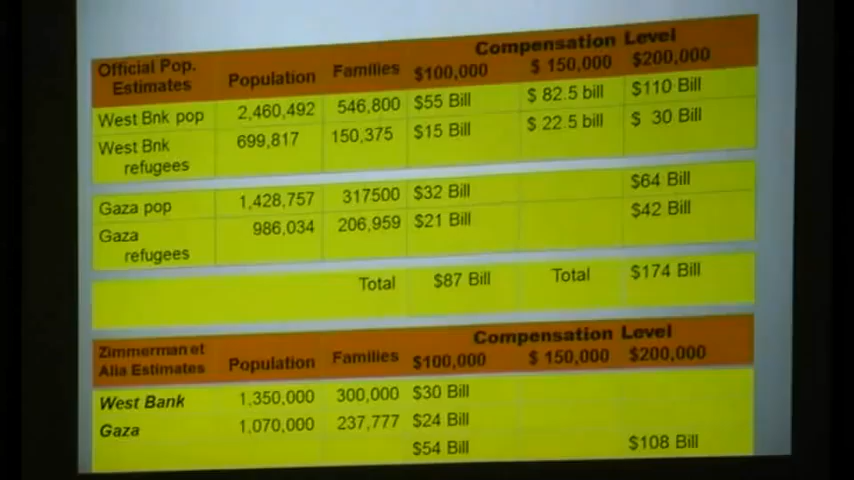 Compensation Level
Official Pop. Estimates Population Families $100,000 $ 150,000 $200,000
West Bnk pop 2,460,492 546,800 $55 Bill $ 82.5 bill $110 Bill
West Bnk refugees 699,817 150,375 $15 Bill $ 22.5 bill $ 30 Bill
Gaza pop 1,428,757 317500 $32 Bill $64 Bill
Gaza refugees 986,034 206,959 $21 Bill $42 Bill
Total $87 Bill Total $174 Bill
Compensation Level
Zimmerman et Alia Estimates Population Families $100,000 $ 150,000 $200,000
West Bank 1,350,000 300,000 $30 Bill
Gaza 1,070,000 237,777 $24 Bill
$54 Bill $108 Bill